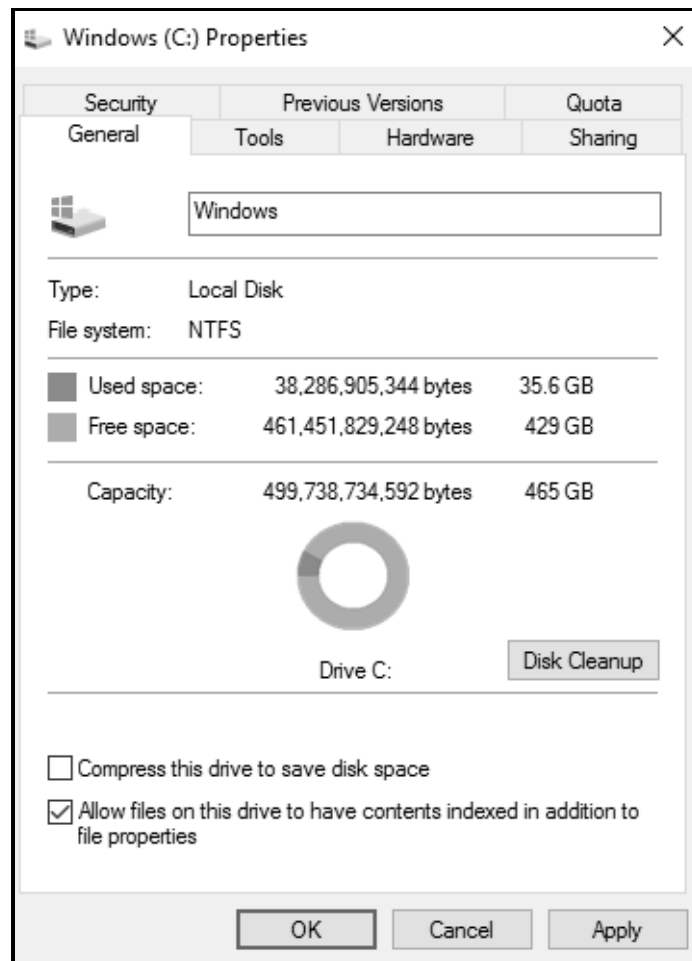 Windows (C:) Properties
Security Previous Versions Quota
General Tools Hardware Sharing
Windows
Type: Local Disk
File system: NTFS
Used space: 38,286,905,344 bytes 35.6 GB
Free space: 461,451,829,248 bytes 429 GB
Capacity: 499,738,734,592 bytes 465 GB
Drive C: Disk Cleanup
Compress this drive to save disk space
Allow files on this drive to have contents indexed in addition to
file properties
OK Cancel Apply